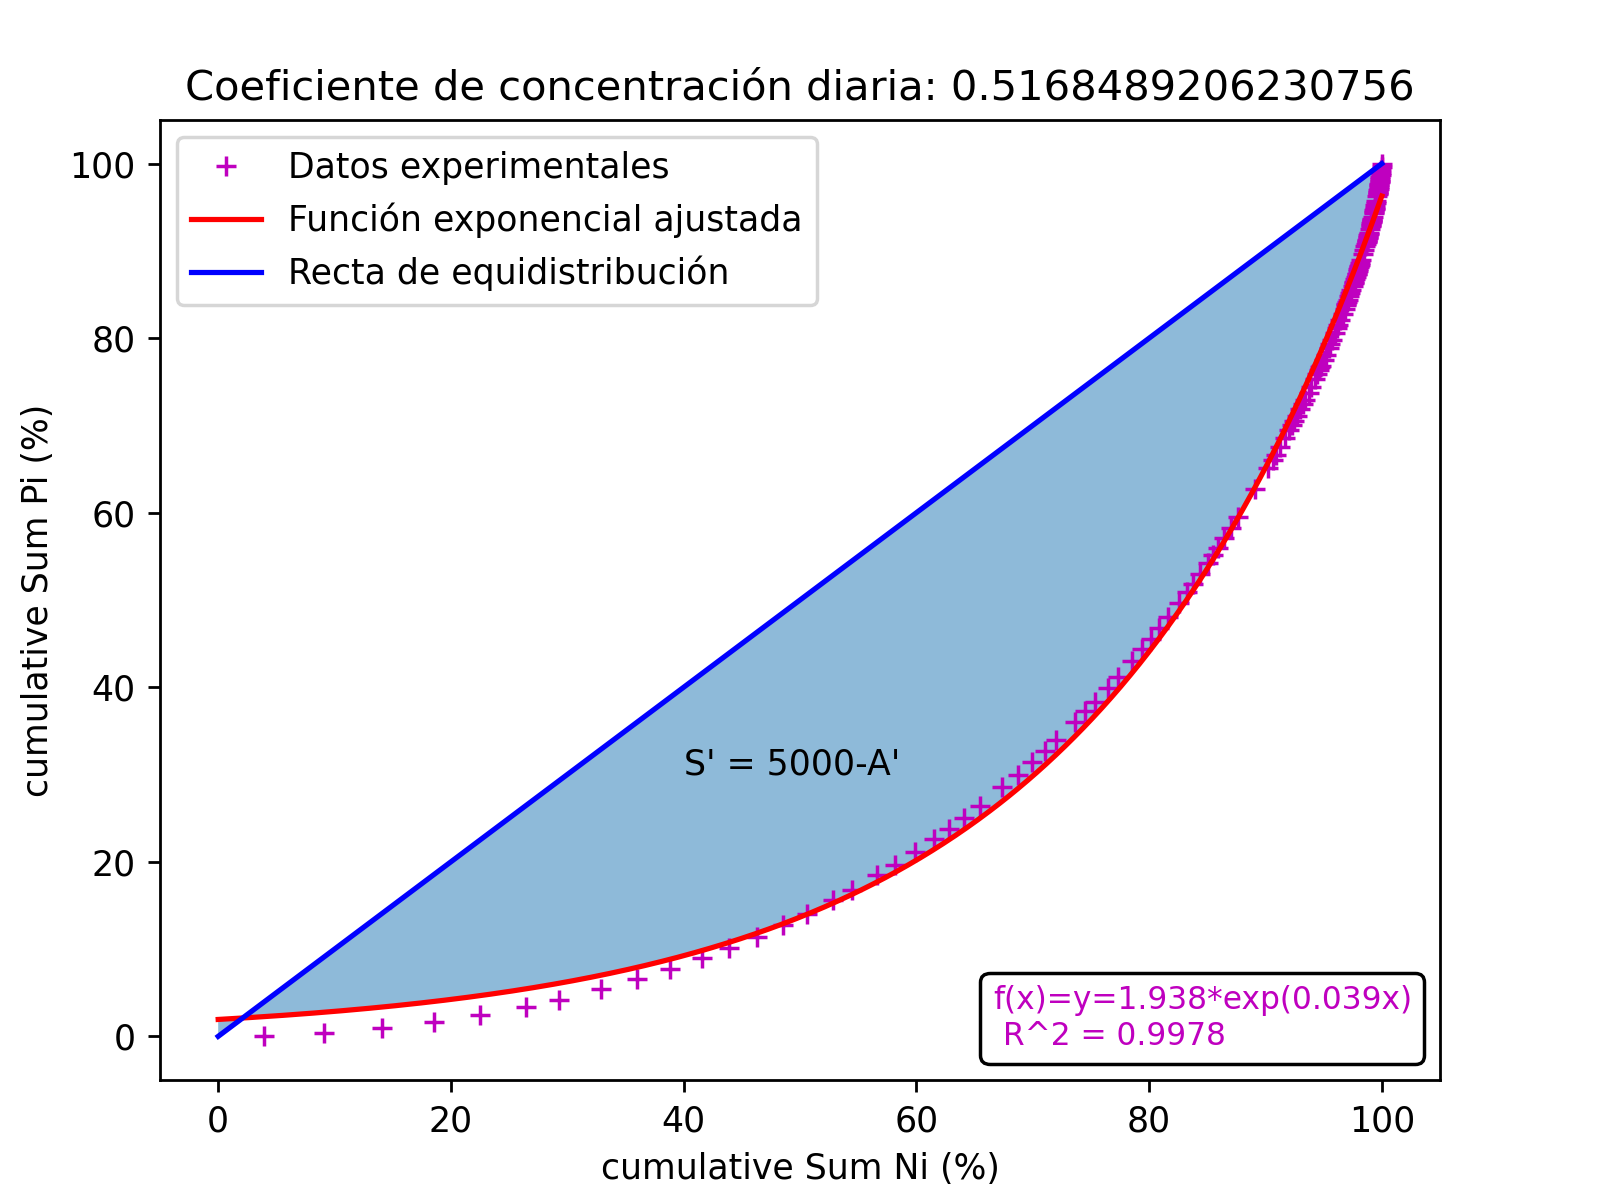 Coeficiente de concentración diaria: 0.5168489206230756
Datos experimentales
Función exponencial ajustada
Recta de equidistribución
100
80
60
40
20
0
cumulative Sum Pi (%)
S' = 5000-A'
f(x)=y=1.938*exp(0.039x)
R^2 = 0.9978
0 20 40 60 80 100
cumulative Sum Ni (%)